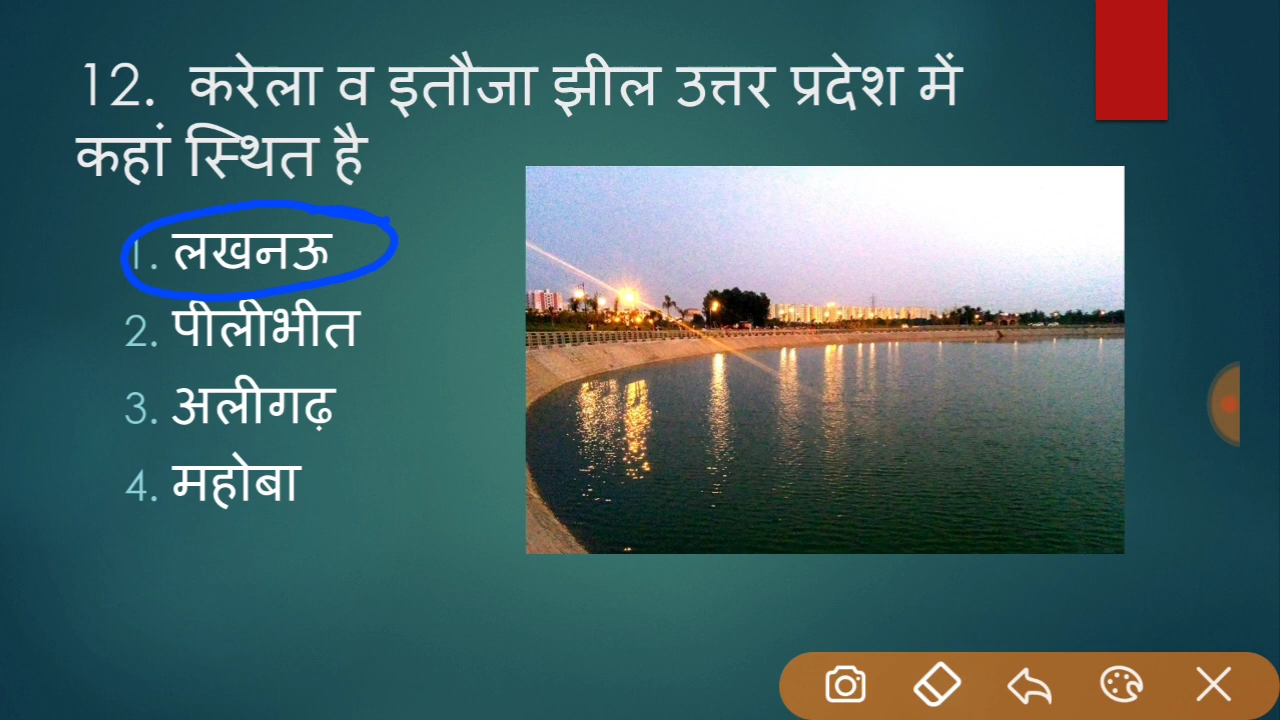 12. करेला व इतौजा झील उत्तर प्रदेश में
कहां स्थित है
1. लखनऊ
2. पीलीभीत
3. अलीगढ़
4. महोबा